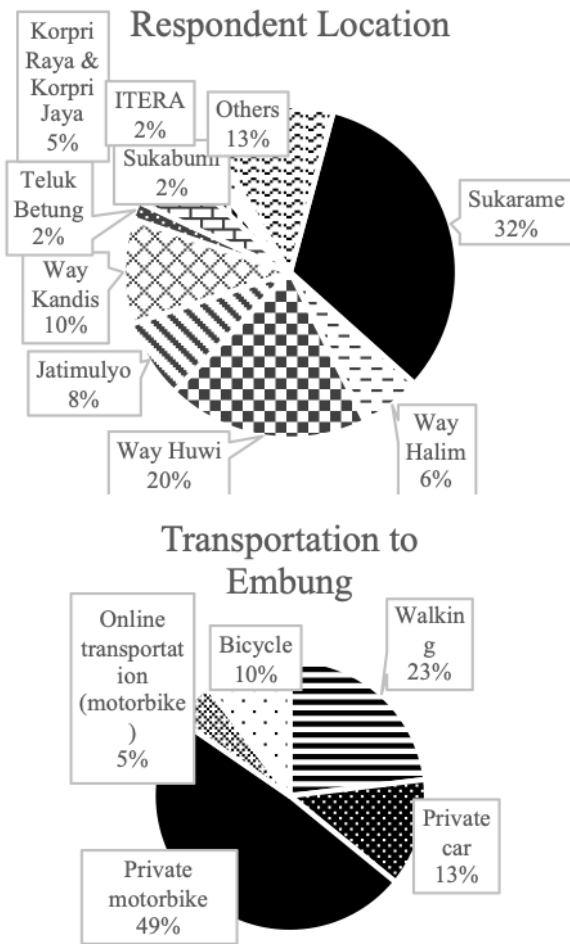 Respondent Location
Korpri
Raya &
Korpri
Jaya
5%
ITERA
2%
Others
13%
Sukabumi
2%
Teluk
Betung
2%
Sukarame
32%
Way
Kandis
10%
Jatimulyo
8%
Way Huwi
20%
Way
Halim
6%
Transportation to
Embung
Online
transportat
ion
(motorbike
)
5%
Bicycle
10%
Walkin
g
23%
Private
car
13%
Private
motorbike
49%